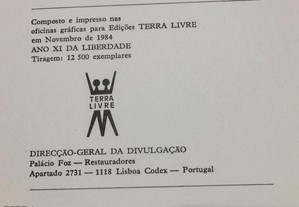 Composto e impresso nas
oficinas gráficas para Edições TERRA LIVRE
em Novembro de 1984
ANO XI DA LIBERDADE
Tiragem: 12 500 exemplares
TERRA
LIVRE
DIRECÇÃO-GERAL DA DIVULGAÇÃO
Palácio Foz — Restauradores
Apartado 2731 — 1118 Lisboa Codex — Portugal